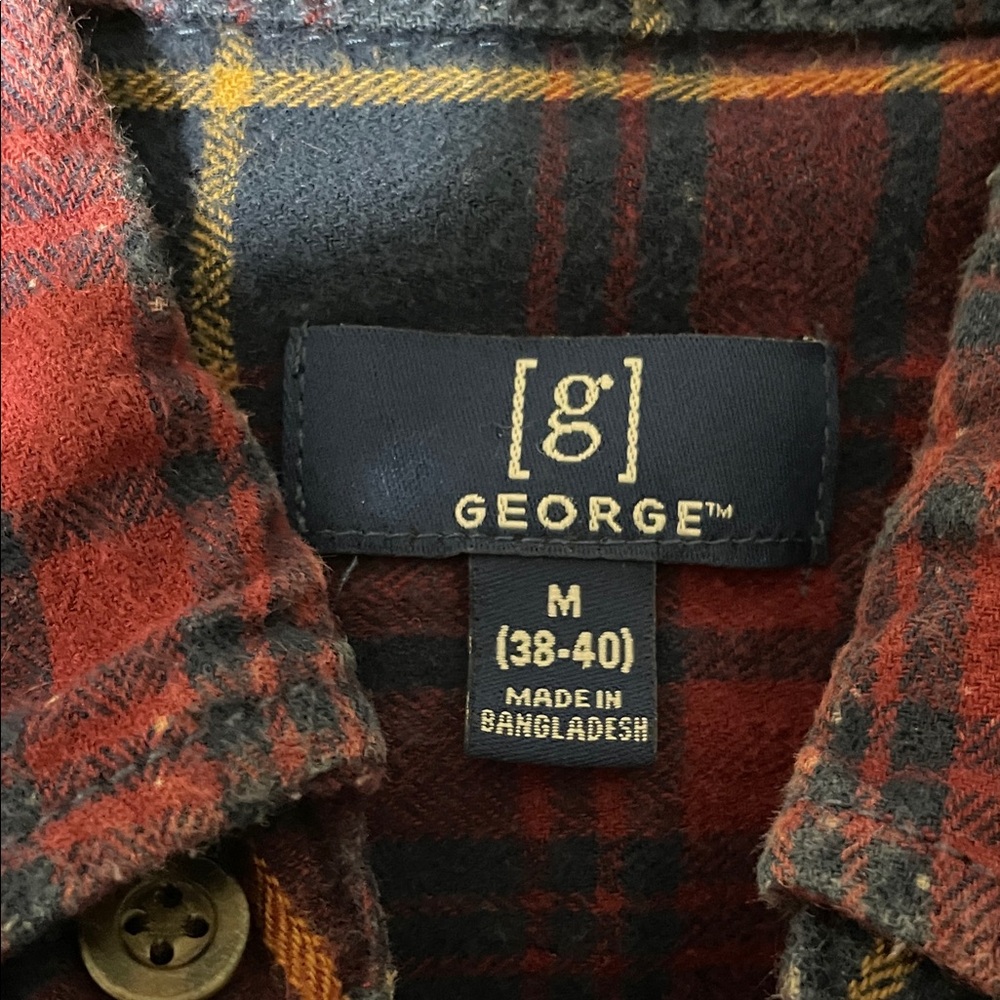 [g]
GEORGE™
M
(38-40)
MADE IN
BANGLADESH